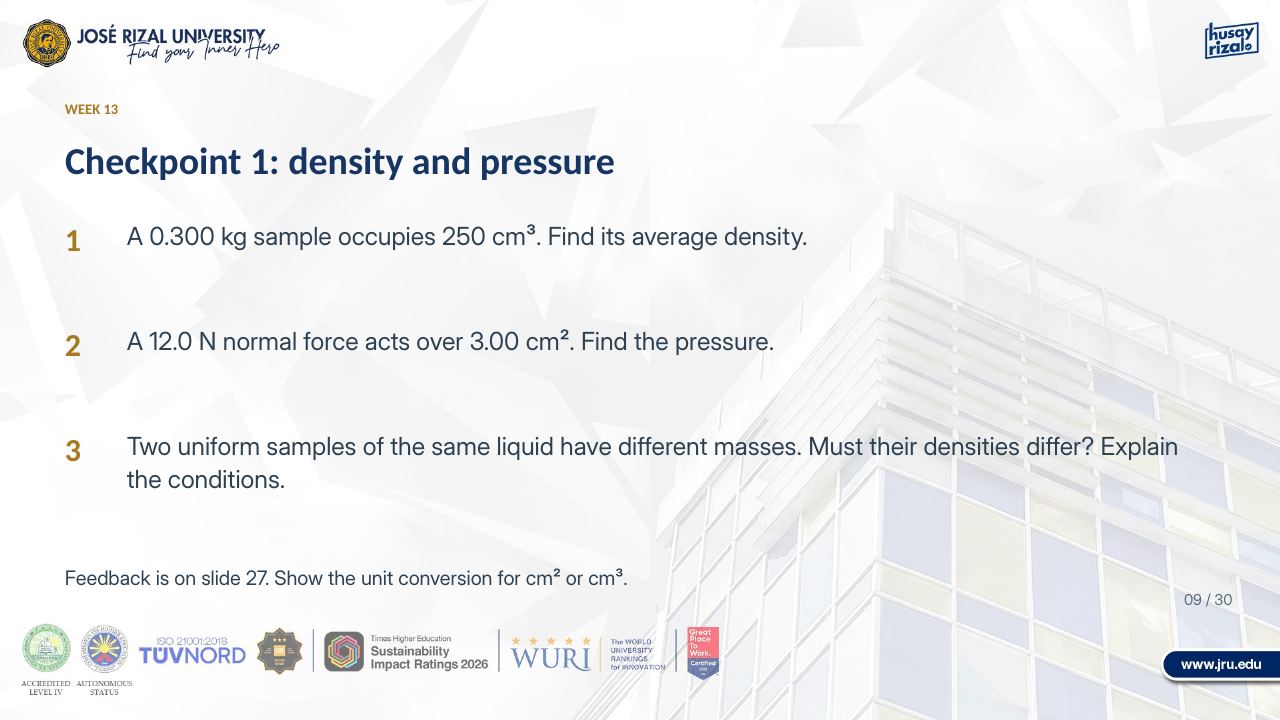 JOSÉ RIZAL UNIVERSITY
Find your Inner Hero
husay
rizal
WEEK 13
Checkpoint 1: density and pressure
1 A 0.300 kg sample occupies 250 cm³. Find its average density.
2 A 12.0 N normal force acts over 3.00 cm². Find the pressure.
3 Two uniform samples of the same liquid have different masses. Must their densities differ? Explain
the conditions.
Feedback is on slide 27. Show the unit conversion for cm² or cm³.
09 / 30
ACCREDITED
LEVEL IV
AUTONOMOUS
STATUS
ISO 21001:2018
TÜVNORD
Times Higher Education
Sustainability
Impact Ratings 2026
WURI
The WORLD
UNIVERSITY
RANKINGS
for INNOVATION
Great
Place
To
Work.
Certified
www.jru.edu